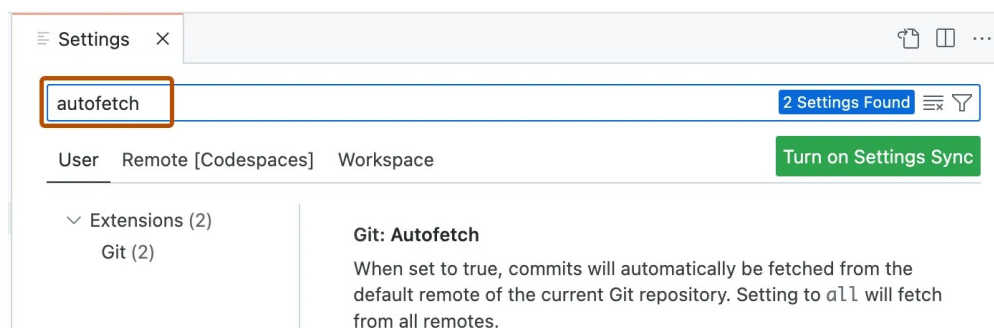 Settings
autofetch
2 Settings Found
User Remote [Codespaces] Workspace
Turn on Settings Sync
Extensions (2)
Git (2)
Git: Autofetch
When set to true, commits will automatically be fetched from the
default remote of the current Git repository. Setting to all will fetch
from all remotes.